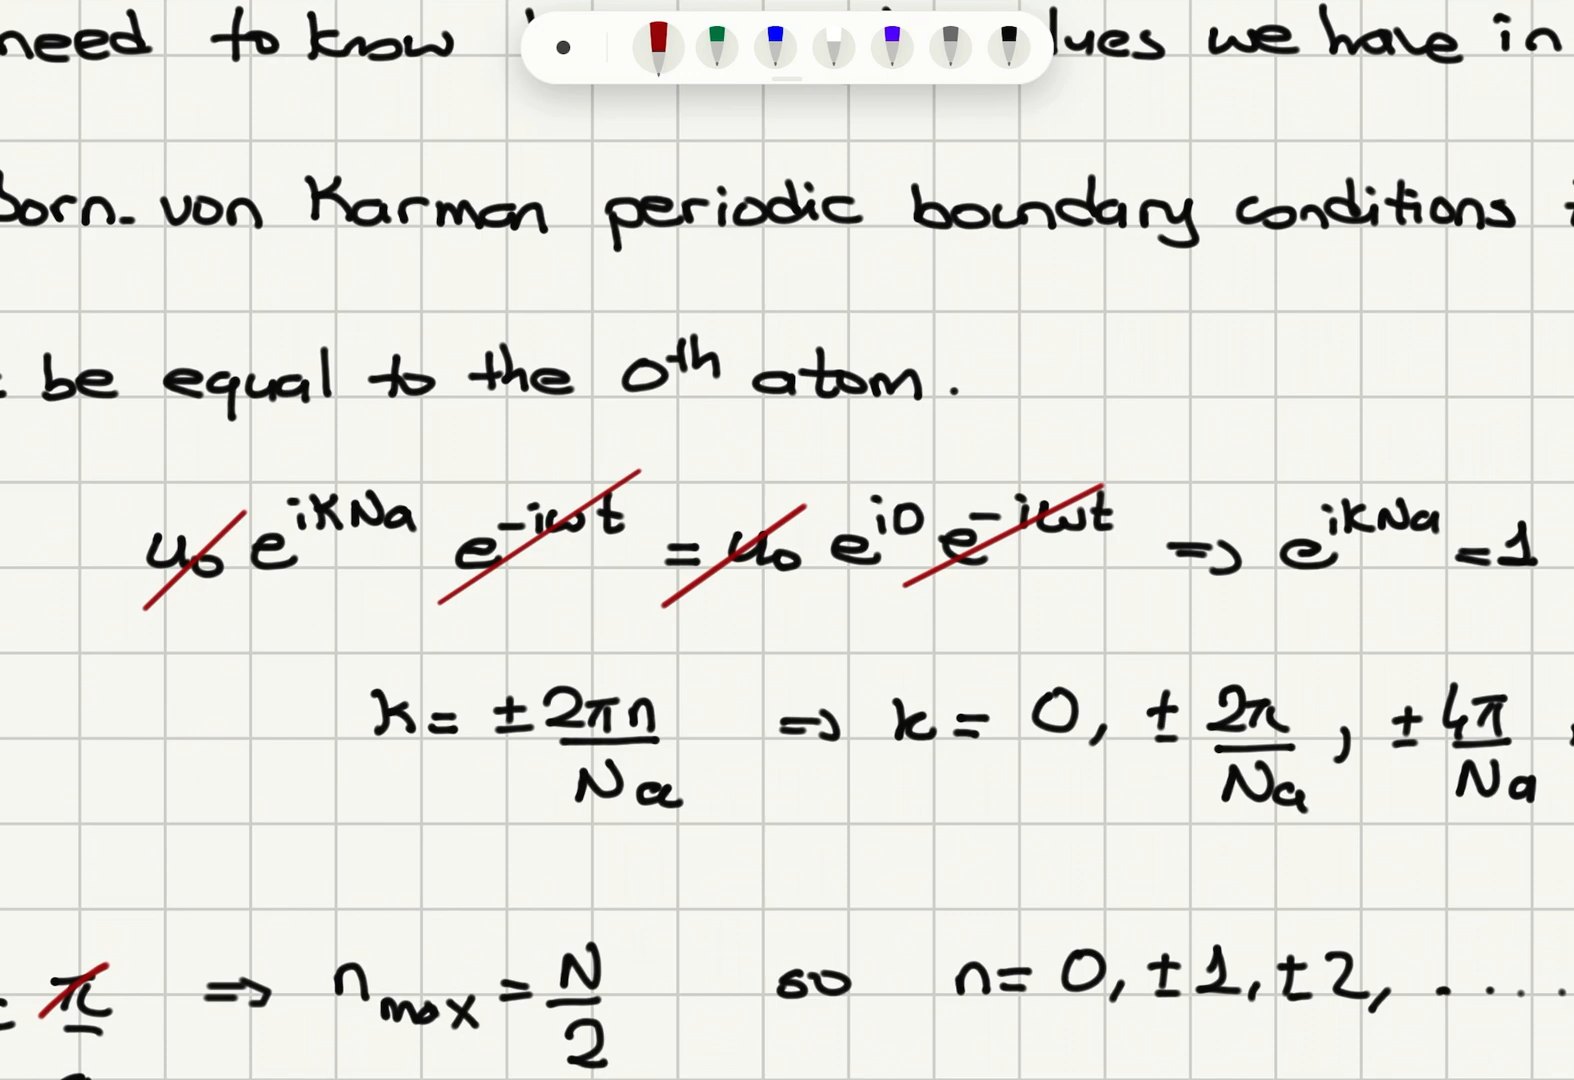 need to know lues we have in
Born-von Karman periodic boundary conditions
be equal to the 0th atom.
u₀ e^{ikNa} e^{-iωt} = u₀ e^{i0} e^{-iωt} => e^{ikNa} = 1
k = ± 2πn/Na => k = 0, ± 2π/Na, ± 4π/Na
= π => n_max = N/2 so n = 0, ±1, ±2, ....